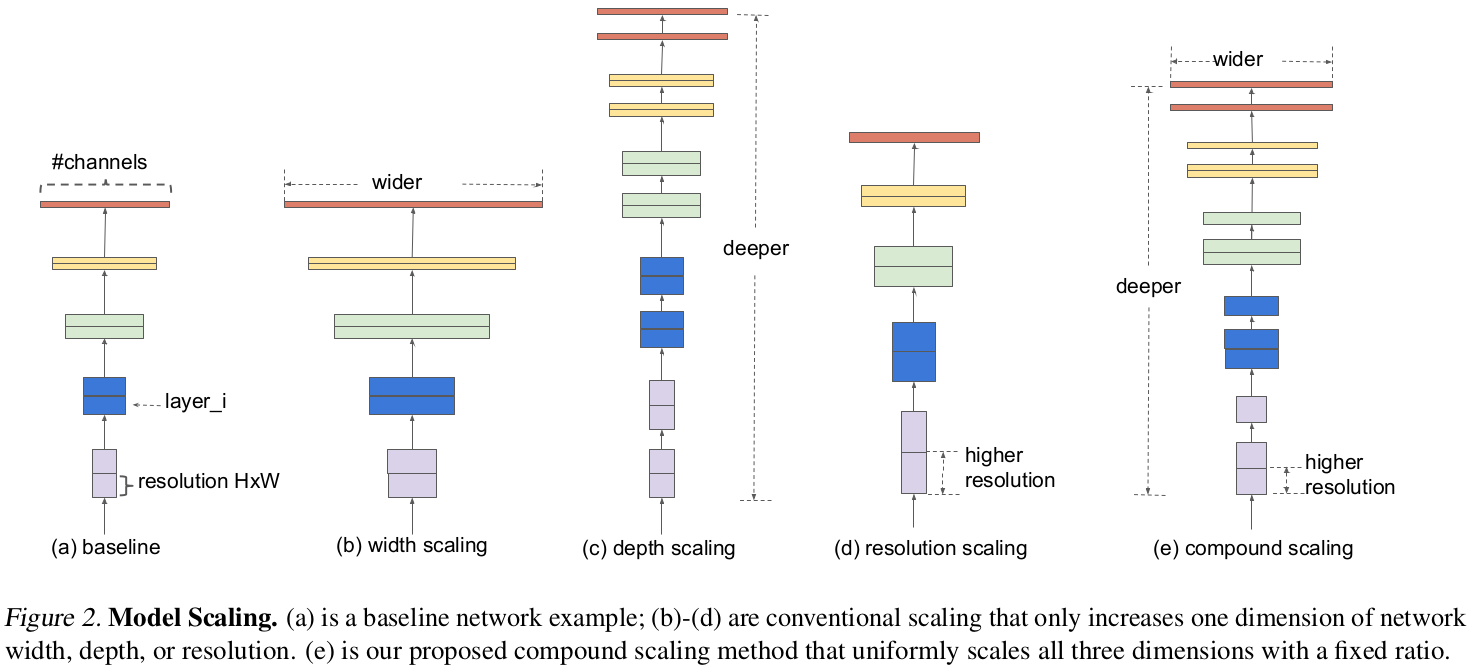 #channels
layer_i
resolution HxW
(a) baseline
wider
(b) width scaling
deeper
(c) depth scaling
higher
resolution
(d) resolution scaling
wider
deeper
higher
resolution
(e) compound scaling
Figure 2. Model Scaling. (a) is a baseline network example; (b)-(d) are conventional scaling that only increases one dimension of network
width, depth, or resolution. (e) is our proposed compound scaling method that uniformly scales all three dimensions with a fixed ratio.